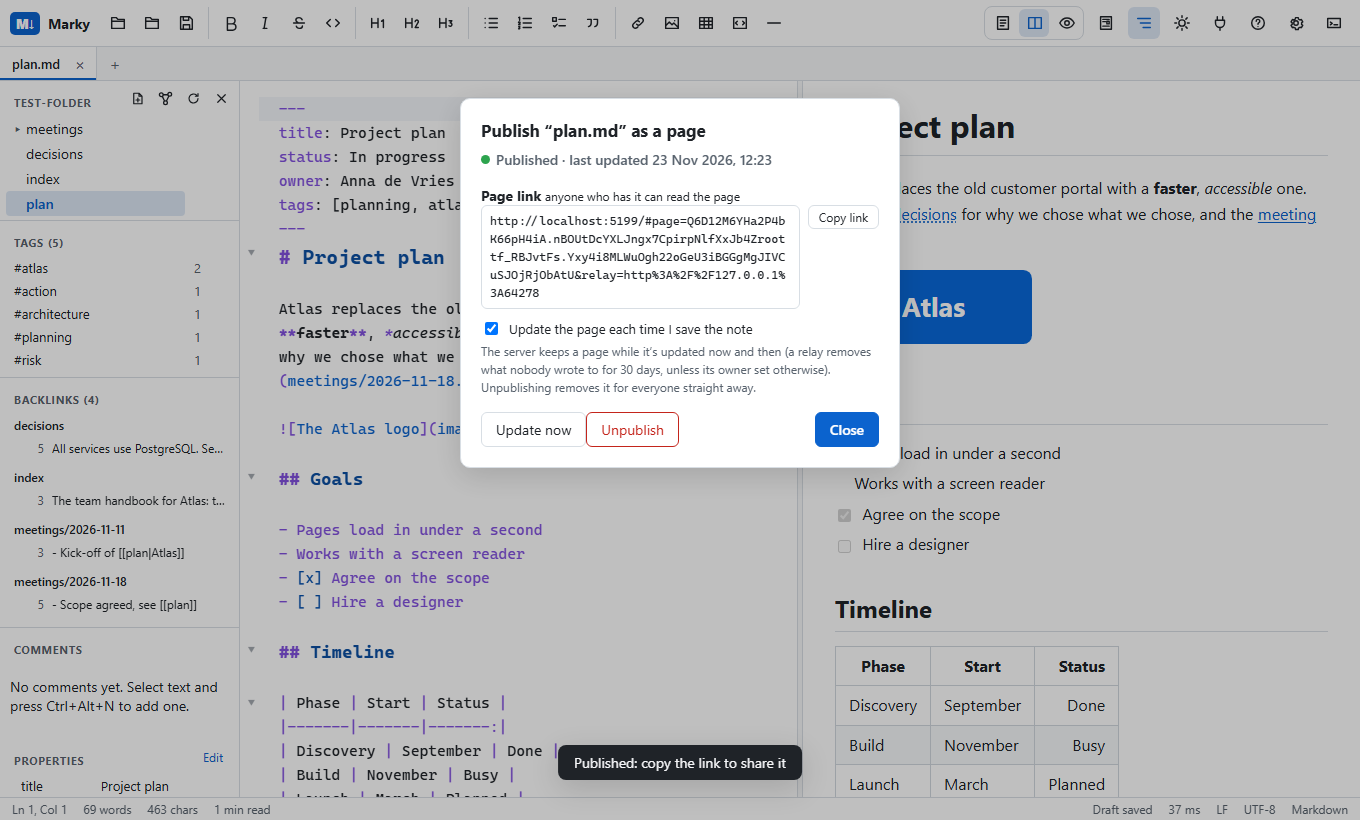 M↓ Marky
H1 H2 H3
plan.md × +
TEST-FOLDER
meetings
decisions
index
plan
TAGS (5)
#atlas 2
#action 1
#architecture 1
#planning 1
#risk 1
BACKLINKS (4)
decisions
5 All services use PostgreSQL. Se...
index
3 The team handbook for Atlas: t...
meetings/2026-11-11
3 - Kick-off of [[plan|Atlas]]
meetings/2026-11-18
5 - Scope agreed, see [[plan]]
COMMENTS
No comments yet. Select text and
press Ctrl+Alt+N to add one.
PROPERTIES Edit
title Project plan
---
title: Project plan
status: In progress
owner: Anna de Vries
tags: [planning, atla
---
# Project plan
Atlas replaces the ol
**faster**, *accessib
why we chose what we
(meetings/2026-11-18.
![The Atlas logo](ima
## Goals
- Pages load in under a second
- Works with a screen reader
- [x] Agree on the scope
- [ ] Hire a designer
## Timeline
| Phase | Start | Status |
|-------|-------|-------:|
| Discovery | September | Done |
| Build | November | Busy |
| Launch | March | Planned |
Publish “plan.md” as a page
Published · last updated 23 Nov 2026, 12:23
Page link anyone who has it can read the page
http://localhost:5199/#page=Q6D12M6YHa2P4b
K66pH4iA.nBOUtDcYXLJngx7CpirpNlfXxJb4Zroot
tf_RBJvtFs.Yxy4i8MLWuOgh22oGeU3iBGGgMgJIVC
uSJOjRjObAtU&relay=http%3A%2F%2F127.0.0.1%
3A64278
Copy link
Update the page each time I save the note
The server keeps a page while it’s updated now and then (a relay removes
what nobody wrote to for 30 days, unless its owner set otherwise).
Unpublishing removes it for everyone straight away.
Update now Unpublish Close
ect plan
aces the old customer portal with a faster, accessible one.
ecisions for why we chose what we chose, and the meeting
Atlas
load in under a second
Works with a screen reader
Agree on the scope
Hire a designer
Timeline
Phase Start Status
Discovery September Done
Build November Busy
Launch March Planned
Published: copy the link to share it
Ln 1, Col 1 69 words 463 chars 1 min read
Draft saved 37 ms LF UTF-8 Markdown